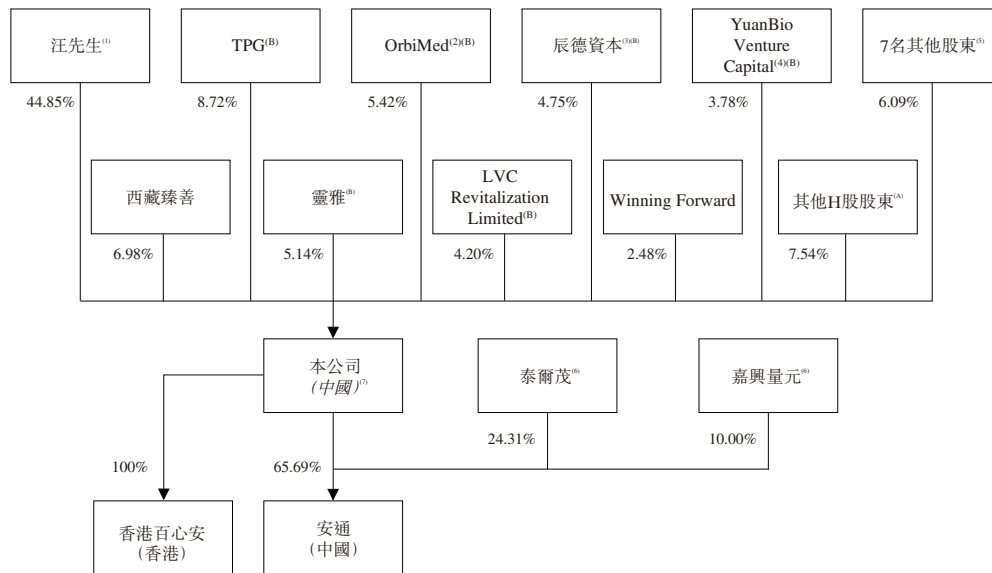 汪先生(1)
TPG(B)
OrbiMed(2)(B)
辰德資本(3)(B)
YuanBio
Venture
Capital(4)(B)
7名其他股東(5)
44.85%
8.72%
5.42%
4.75%
3.78%
6.09%
西藏臻善
靈雅(B)
LVC
Revitalization
Limited(B)
Winning Forward
其他H股股東(A)
6.98%
5.14%
4.20%
2.48%
7.54%
本公司
(中國)(7)
泰爾茂(6)
嘉興量元(6)
24.31%
10.00%
100%
65.69%
香港百心安
(香港)
安通
(中國)